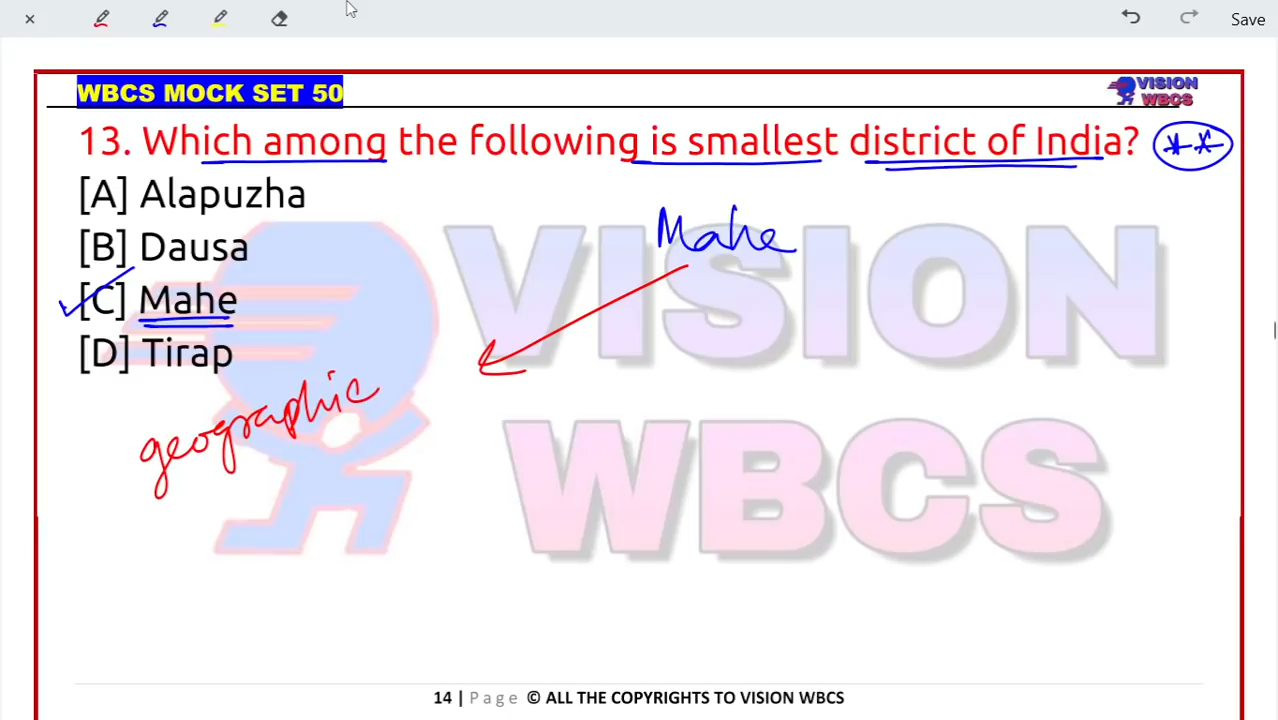 Save
WBCS MOCK SET 50
VISION
WBCS
13. Which among the following is smallest district of India? **
[A] Alapuzha
Mahe
[B] Dausa
[C] Mahe
[D] Tirap
geographic
VISION
WBCS
14 | Page © ALL THE COPYRIGHTS TO VISION WBCS